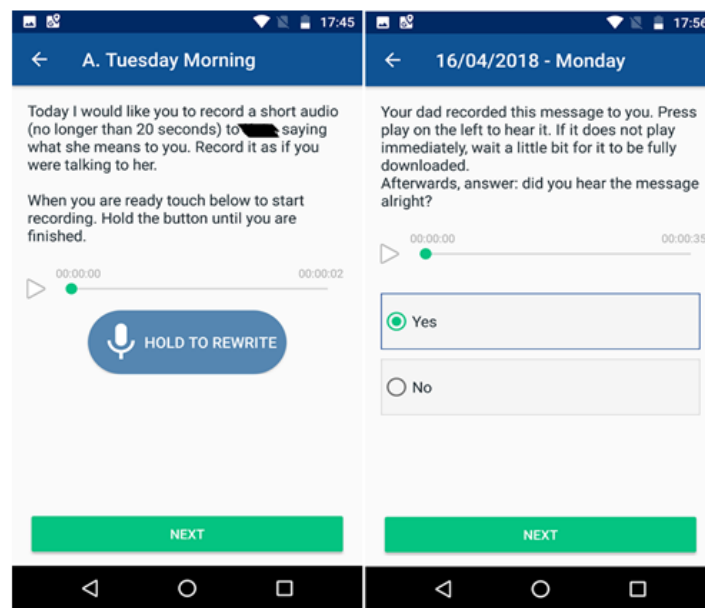 17:45
A. Tuesday Morning
Today I would like you to record a short audio
(no longer than 20 seconds) to saying
what she means to you. Record it as if you
were talking to her.
When you are ready touch below to start
recording. Hold the button until you are
finished.
00:00:00 00:00:02
HOLD TO REWRITE
NEXT
17:56
16/04/2018 - Monday
Your dad recorded this message to you. Press
play on the left to hear it. If it does not play
immediately, wait a little bit for it to be fully
downloaded.
Afterwards, answer: did you hear the message
alright?
00:00:00 00:00:35
Yes
No
NEXT